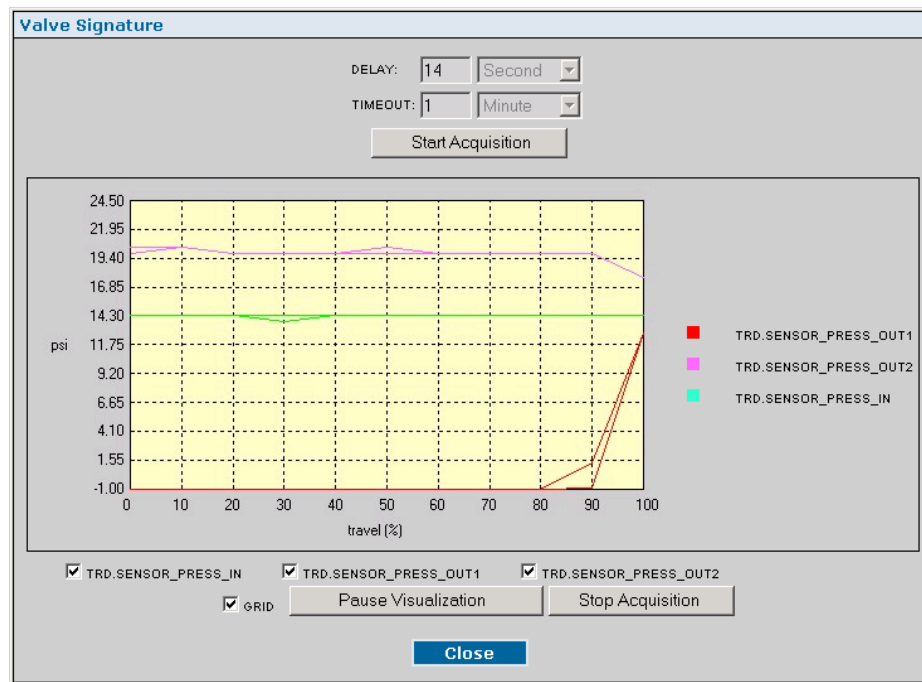 Valve Signature
DELAY: 14 Second
TIMEOUT: 1 Minute
Start Acquisition
24.50
21.95
19.40
16.85
14.30
psi 11.75
9.20
6.65
4.10
1.55
-1.00
0 10 20 30 40 50 60 70 80 90 100
travel (%)
TRD.SENSOR_PRESS_OUT1
TRD.SENSOR_PRESS_OUT2
TRD.SENSOR_PRESS_IN
TRD.SENSOR_PRESS_IN TRD.SENSOR_PRESS_OUT1 TRD.SENSOR_PRESS_OUT2
GRID Pause Visualization Stop Acquisition
Close